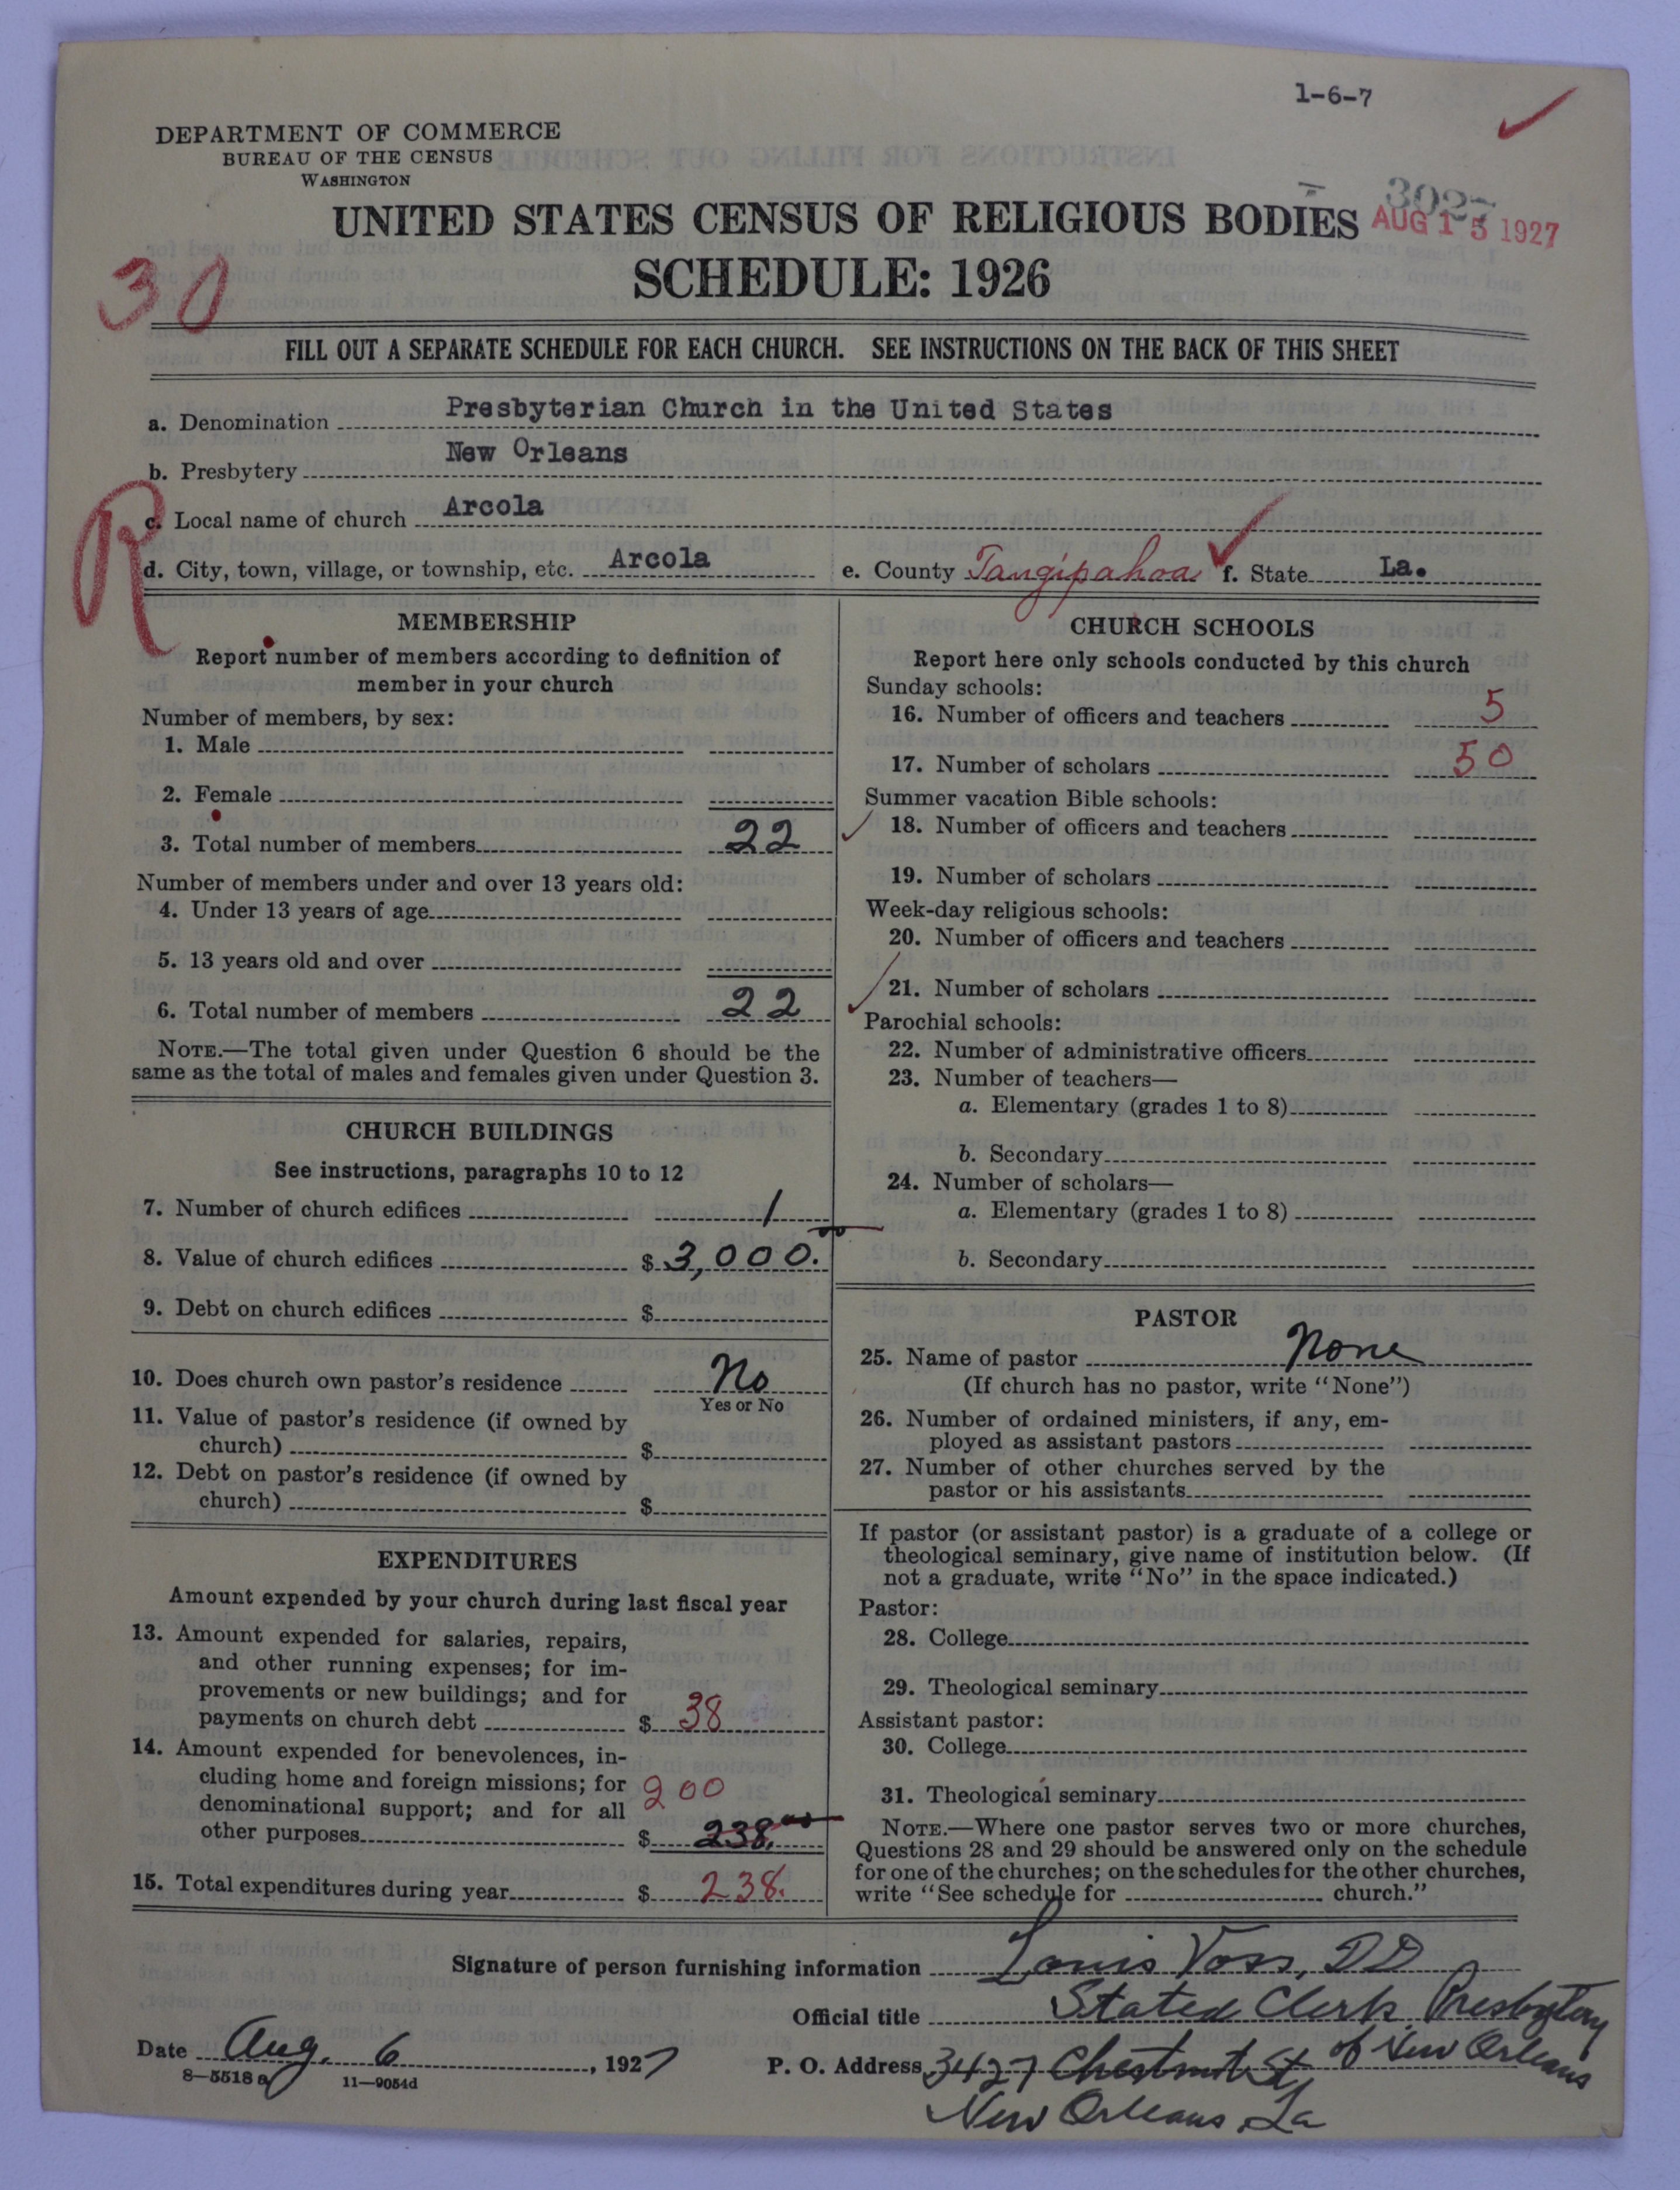 1-6-7
DEPARTMENT OF COMMERCE
BUREAU OF THE CENSUS
WASHINGTON
3027
UNITED STATES CENSUS OF RELIGIOUS BODIES
AUG 15 1927
SCHEDULE: 1926
30
FILL OUT A SEPARATE SCHEDULE FOR EACH CHURCH. SEE INSTRUCTIONS ON THE BACK OF THIS SHEET
a. Denomination Presbyterian Church in the United States
b. Presbytery New Orleans
R
c. Local name of church Arcola
d. City, town, village, or township, etc. Arcola e. County Tangipahoa f. State La.
MEMBERSHIP
Report number of members according to definition of
member in your church
Number of members, by sex:
1. Male
2. Female
3. Total number of members 22
Number of members under and over 13 years old:
4. Under 13 years of age
5. 13 years old and over
6. Total number of members 22
NOTE.—The total given under Question 6 should be the
same as the total of males and females given under Question 3.
CHURCH BUILDINGS
See instructions, paragraphs 10 to 12
7. Number of church edifices 1
8. Value of church edifices $ 3,000.00
9. Debt on church edifices $
10. Does church own pastor's residence No
Yes or No
11. Value of pastor's residence (if owned by
church) $
12. Debt on pastor's residence (if owned by
church) $
EXPENDITURES
Amount expended by your church during last fiscal year
13. Amount expended for salaries, repairs,
and other running expenses; for im-
provements or new buildings; and for
payments on church debt $ 38
14. Amount expended for benevolences, in-
cluding home and foreign missions; for
denominational support; and for all 200
other purposes $ 238.00
15. Total expenditures during year $ 238.
CHURCH SCHOOLS
Report here only schools conducted by this church
Sunday schools:
16. Number of officers and teachers 5
17. Number of scholars 50
Summer vacation Bible schools:
18. Number of officers and teachers
19. Number of scholars
Week-day religious schools:
20. Number of officers and teachers
21. Number of scholars
Parochial schools:
22. Number of administrative officers
23. Number of teachers—
a. Elementary (grades 1 to 8)
b. Secondary
24. Number of scholars—
a. Elementary (grades 1 to 8)
b. Secondary
PASTOR
25. Name of pastor None
(If church has no pastor, write "None")
26. Number of ordained ministers, if any, em-
ployed as assistant pastors
27. Number of other churches served by the
pastor or his assistants
If pastor (or assistant pastor) is a graduate of a college or
theological seminary, give name of institution below. (If
not a graduate, write "No" in the space indicated.)
Pastor:
28. College
29. Theological seminary
Assistant pastor:
30. College
31. Theological seminary
NOTE.—Where one pastor serves two or more churches,
Questions 28 and 29 should be answered only on the schedule
for one of the churches; on the schedules for the other churches,
write "See schedule for church."
Signature of person furnishing information Louis Voss, DD
Official title Stated Clerk Presbytery
of New Orleans
Date Aug. 6, 1927 P. O. Address 3427 Chestnut St
8—5518a 11—9054d
New Orleans La